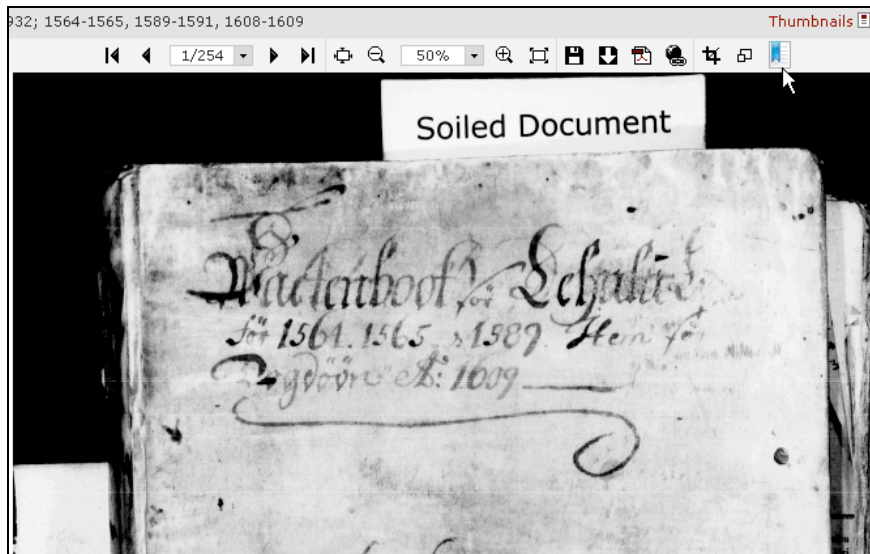 932; 1564-1565, 1589-1591, 1608-1609
Thumbnails
1/254
50%
Soiled Document
för
för 1564. 1565 1589. Item för
A: 1609